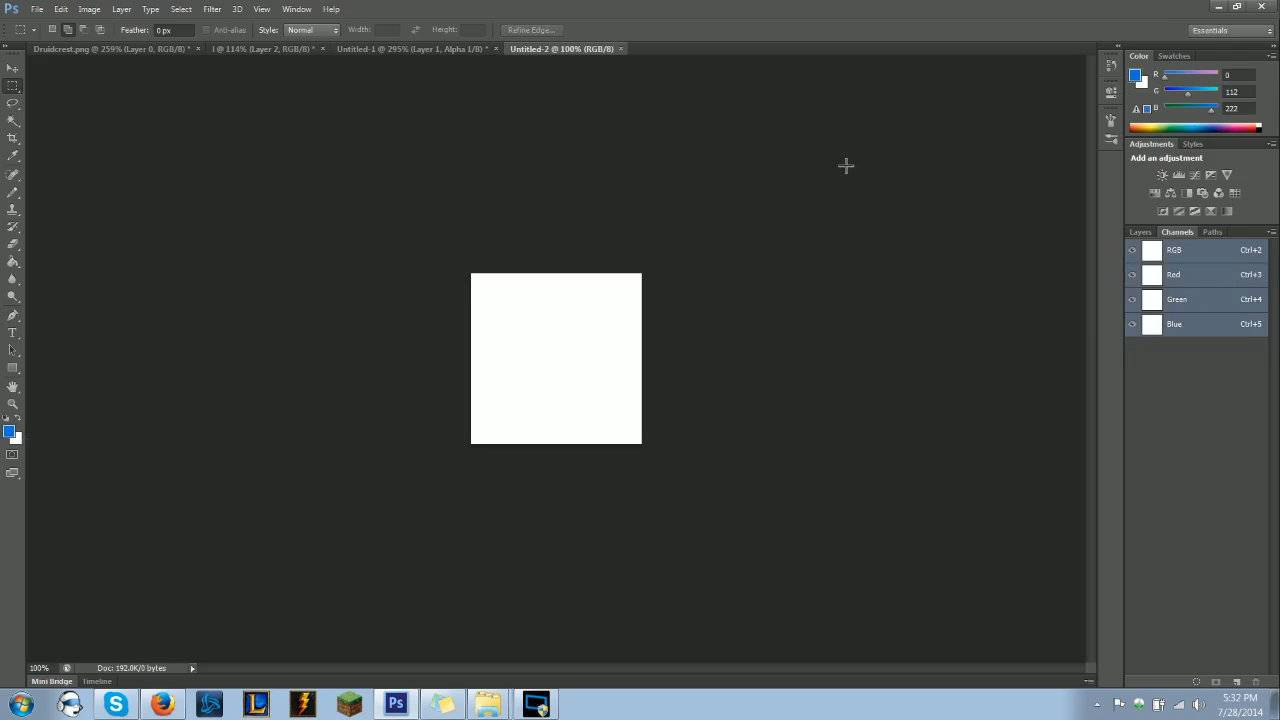 Ps File Edit Image Layer Type Select Filter 3D View Window Help
Feather: 0 px Anti-alias Style: Normal Width: Height: Refine Edge... Essentials
Druidcrest.png @ 259% (Layer 0, RGB/8) * × I @ 114% (Layer 2, RGB/8) * × Untitled-1 @ 295% (Layer 1, Alpha 1/8) * × Untitled-2 @ 100% (RGB/8) ×
Color Swatches
R 0
G 112
B 222
Adjustments Styles
Add an adjustment
Layers Channels Paths
RGB Ctrl+2
Red Ctrl+3
Green Ctrl+4
Blue Ctrl+5
T
100% Doc: 192.0K/0 bytes
Mini Bridge Timeline
S L Ps
5:32 PM
7/28/2014